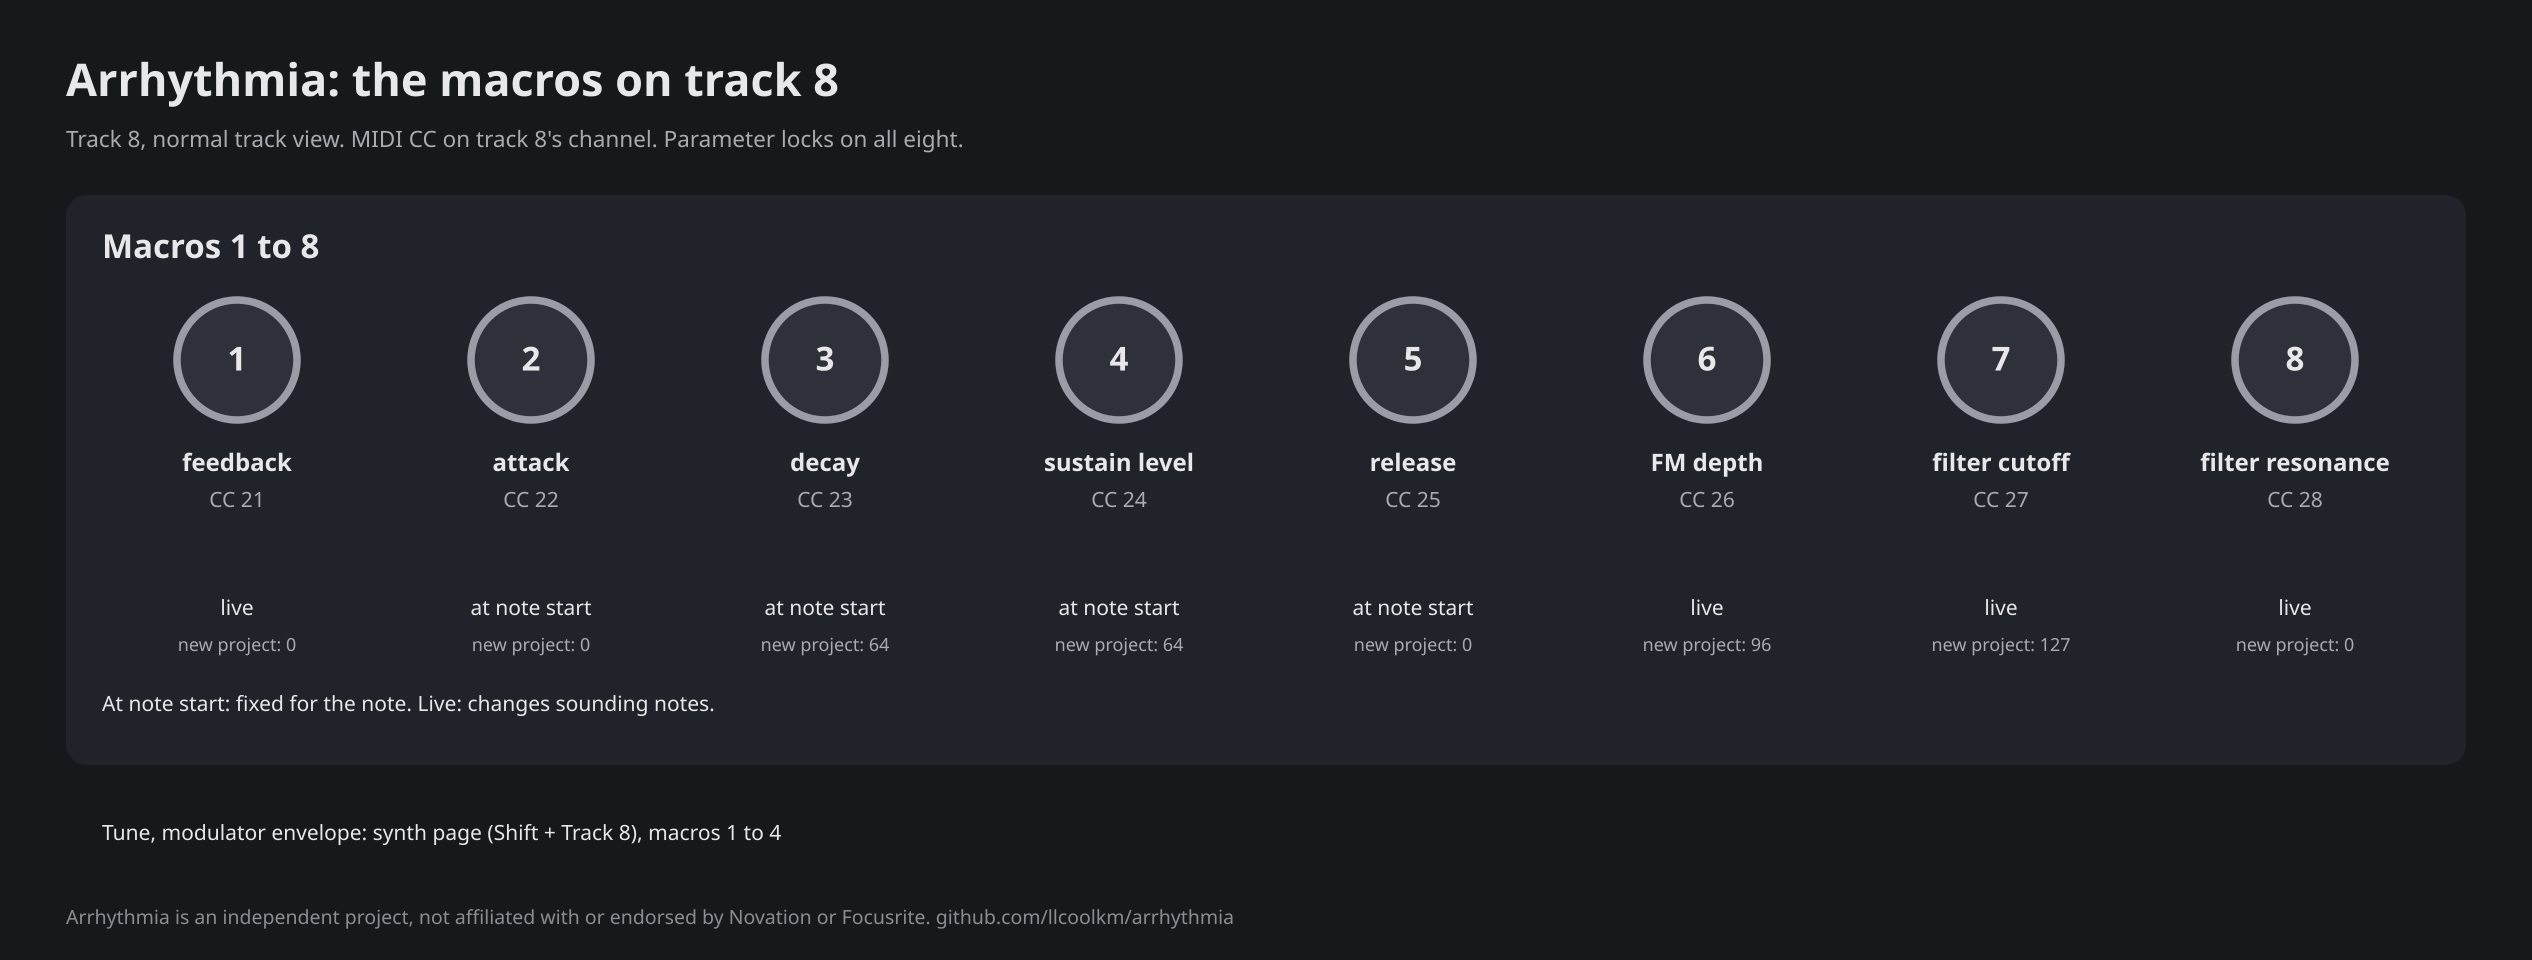 Arrhythmia: the macros on track 8
Track 8, normal track view. MIDI CC on track 8's channel. Parameter locks on all eight.
Macros 1 to 8
1 2 3 4 5 6 7 8
feedback attack decay sustain level release FM depth filter cutoff filter resonance
CC 21 CC 22 CC 23 CC 24 CC 25 CC 26 CC 27 CC 28
live at note start at note start at note start at note start live live live
new project: 0 new project: 0 new project: 64 new project: 64 new project: 0 new project: 96 new project: 127 new project: 0
At note start: fixed for the note. Live: changes sounding notes.
Tune, modulator envelope: synth page (Shift + Track 8), macros 1 to 4
Arrhythmia is an independent project, not affiliated with or endorsed by Novation or Focusrite. github.com/llcoolkm/arrhythmia